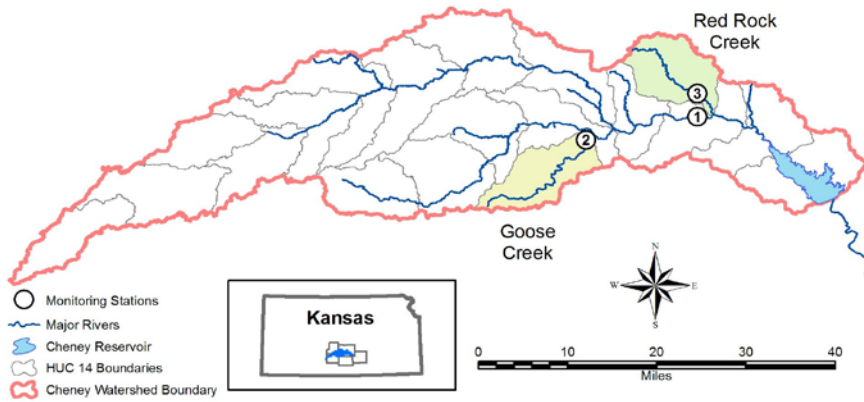 Red Rock
Creek
3
1
2
Goose
Creek
N
W
E
S
Monitoring Stations
Major Rivers
Cheney Reservoir
HUC 14 Boundaries
Cheney Watershed Boundary
Kansas
0 10 20 30 40
Miles